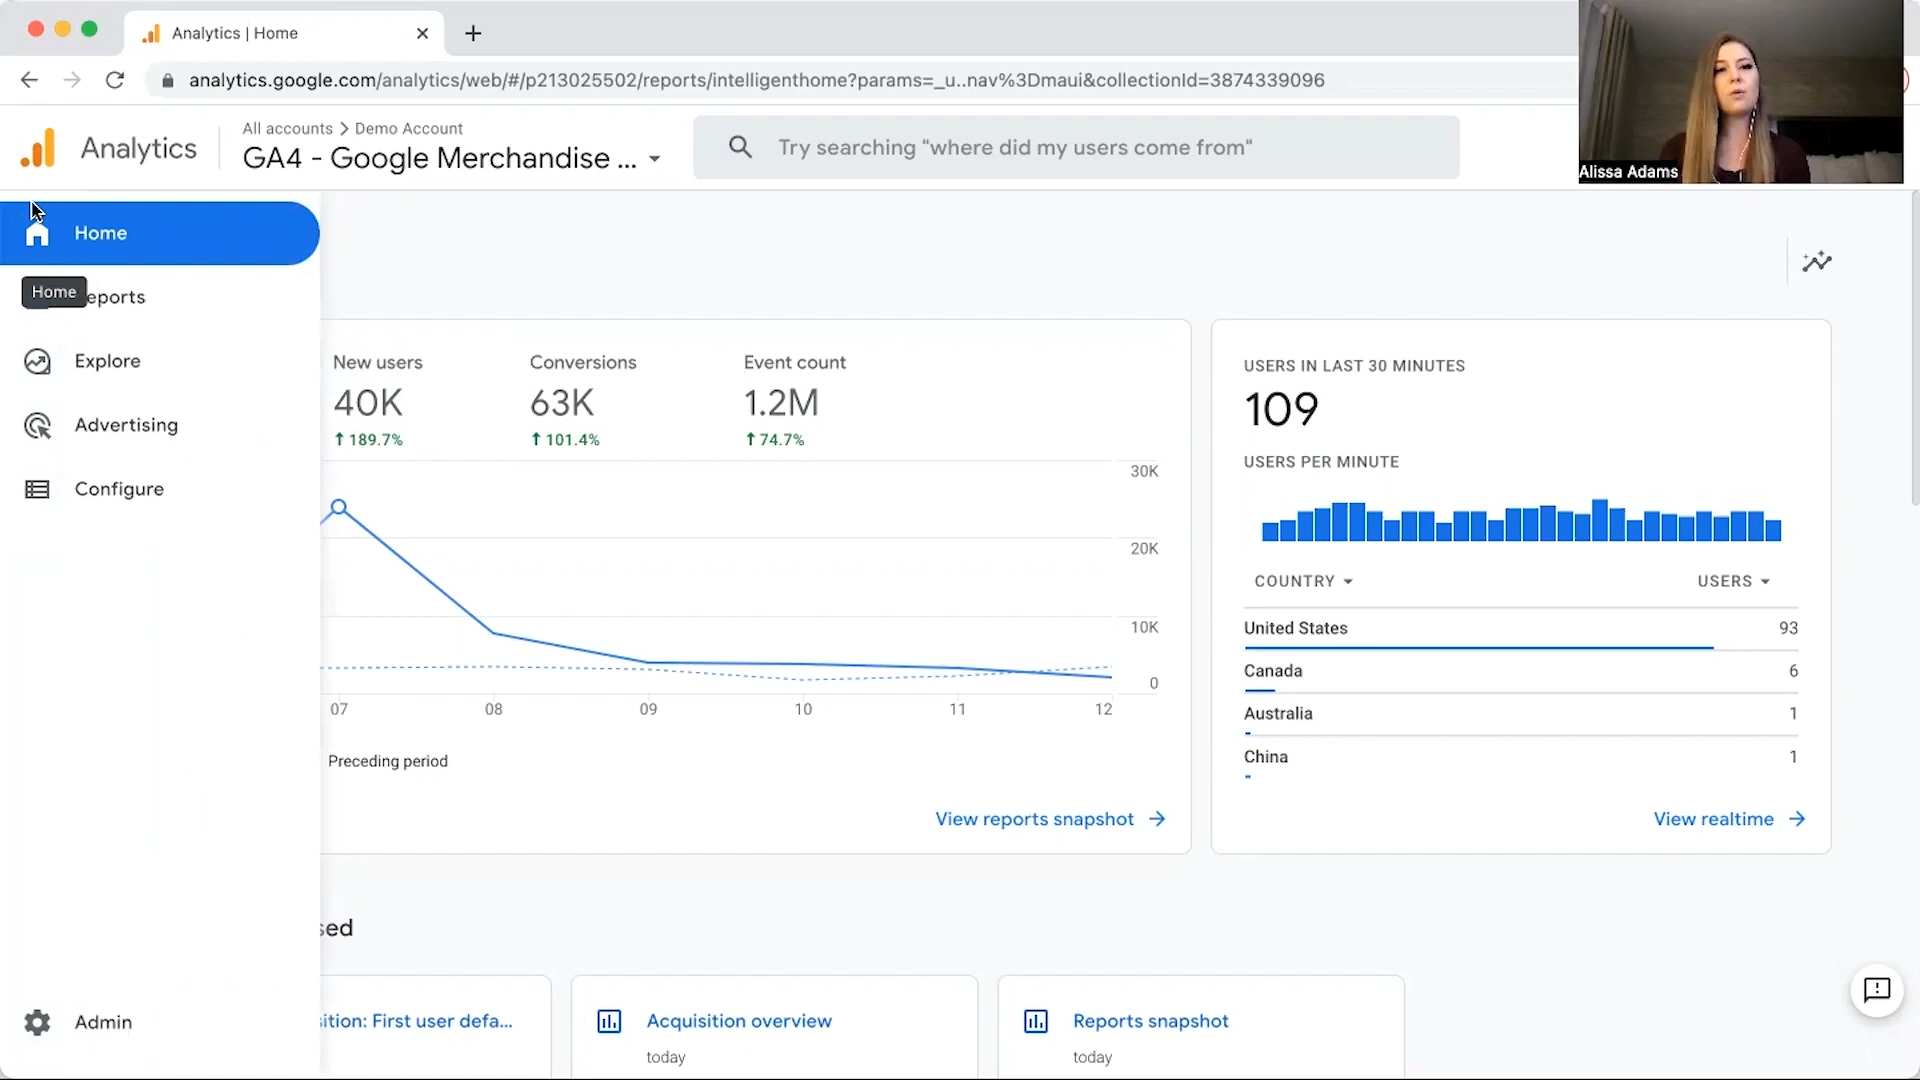 Analytics | Home
analytics.google.com/analytics/web/#/p213025502/reports/intelligenthome?params=_u..nav%3Dmaui&collectionId=3874339096
Analytics
All accounts > Demo Account
GA4 - Google Merchandise ...
Try searching "where did my users come from"
Alissa Adams
Home
Home
eports
Explore
Advertising
Configure
Admin
New users
40K
189.7%
Conversions
63K
101.4%
Event count
1.2M
74.7%
30K
20K
10K
0
07 08 09 10 11 12
Preceding period
View reports snapshot
USERS IN LAST 30 MINUTES
109
USERS PER MINUTE
COUNTRY USERS
United States 93
Canada 6
Australia 1
China 1
View realtime
sed
sition: First user defa...
Acquisition overview
today
Reports snapshot
today